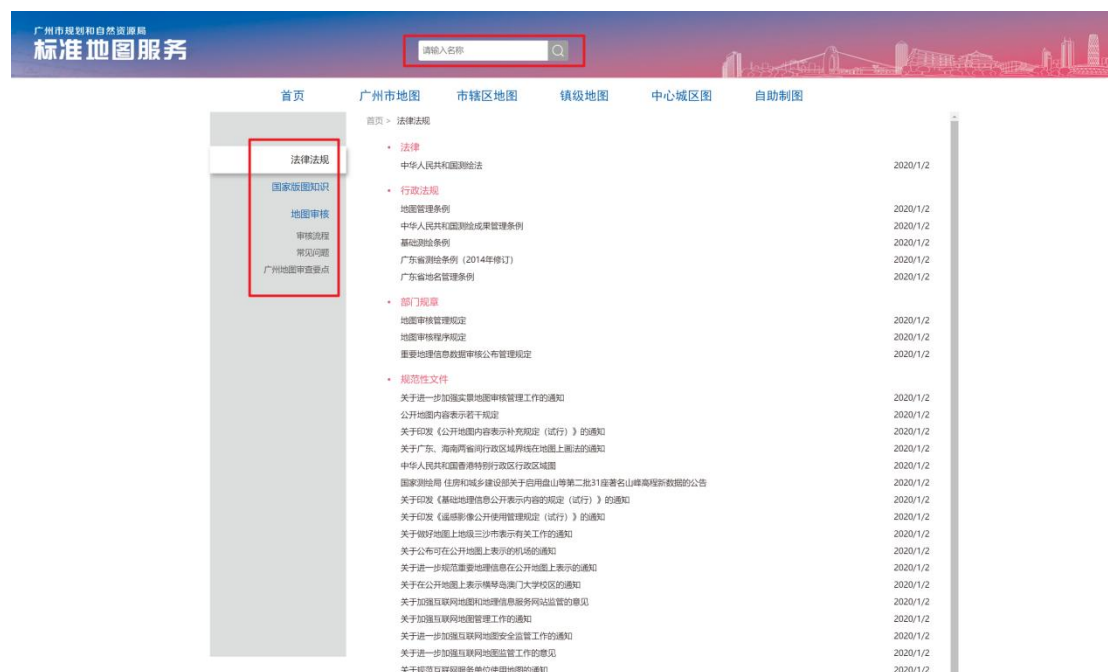 广州市规划和自然资源局
标准地图服务
请输入名称
首页 广州市地图 市辖区地图 镇级地图 中心城区图 自助制图
首页 > 法律法规
法律法规
国家版图知识
地图审核
审核流程
常见问题
广州地图审查要点
• 法律
中华人民共和国测绘法 2020/1/2
• 行政法规
地图管理条例 2020/1/2
中华人民共和国测绘成果管理条例 2020/1/2
基础测绘条例 2020/1/2
广东省测绘条例（2014年修订） 2020/1/2
广东省地名管理条例 2020/1/2
• 部门规章
地图审核管理规定 2020/1/2
地图审核程序规定 2020/1/2
重要地理信息数据审核公布管理规定 2020/1/2
• 规范性文件
关于进一步加强实景地图审核管理工作的通知 2020/1/2
公开地图内容表示若干规定 2020/1/2
关于印发《公开地图内容表示补充规定（试行）》的通知 2020/1/2
关于广东、海南两省间行政区域界线在地图上画法的通知 2020/1/2
中华人民共和国香港特别行政区行政区域图 2020/1/2
国家测绘局 住房和城乡建设部关于启用盘山等第二批31座著名山峰高程新数据的公告 2020/1/2
关于印发《基础地理信息公开表示内容的规定（试行）》的通知 2020/1/2
关于印发《遥感影像公开使用管理规定（试行）》的通知 2020/1/2
关于做好地图上地级三沙市表示有关工作的通知 2020/1/2
关于公布可在公开地图上表示的机场的通知 2020/1/2
关于进一步规范重要地理信息在公开地图上表示的通知 2020/1/2
关于在公开地图上表示横琴岛澳门大学校区的通知 2020/1/2
关于加强互联网地图和地理信息服务网站监管的意见 2020/1/2
关于加强互联网地图管理工作的通知 2020/1/2
关于进一步加强互联网地图安全监管工作的通知 2020/1/2
关于进一步加强互联网地图监管工作的意见 2020/1/2
关于规范互联网服务单位使用地图的通知 2020/1/2